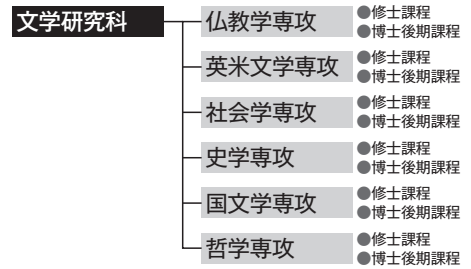 文学研究科
仏教学専攻
●修士課程
●博士後期課程
英米文学専攻
●修士課程
●博士後期課程
社会学専攻
●修士課程
●博士後期課程
史学専攻
●修士課程
●博士後期課程
国文学専攻
●修士課程
●博士後期課程
哲学専攻
●修士課程
●博士後期課程